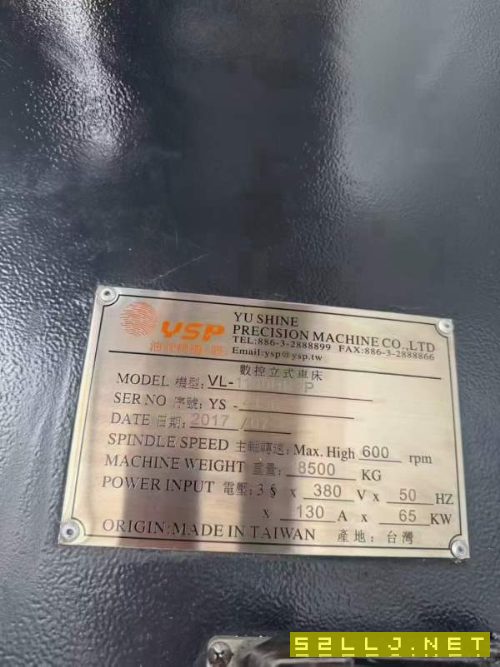 YSP
YU SHINE
PRECISION MACHINE CO.,LTD
TEL:886-3-2888899 FAX:886-3-2888866
Email:ysp@ysp.tw
數控立式車床
MODEL 模型: VL-
SER NO 序號: YS -
DATE 日期: 2017 /07
SPINDLE SPEED 主軸轉速: Max. High 600 rpm
MACHINE WEIGHT 重量: 8500 KG
POWER INPUT 電壓: 3 § x 380 V x 50 HZ
x 130 A x 65 KW
ORIGIN:MADE IN TAIWAN 產地: 台灣
52LLJ.NET